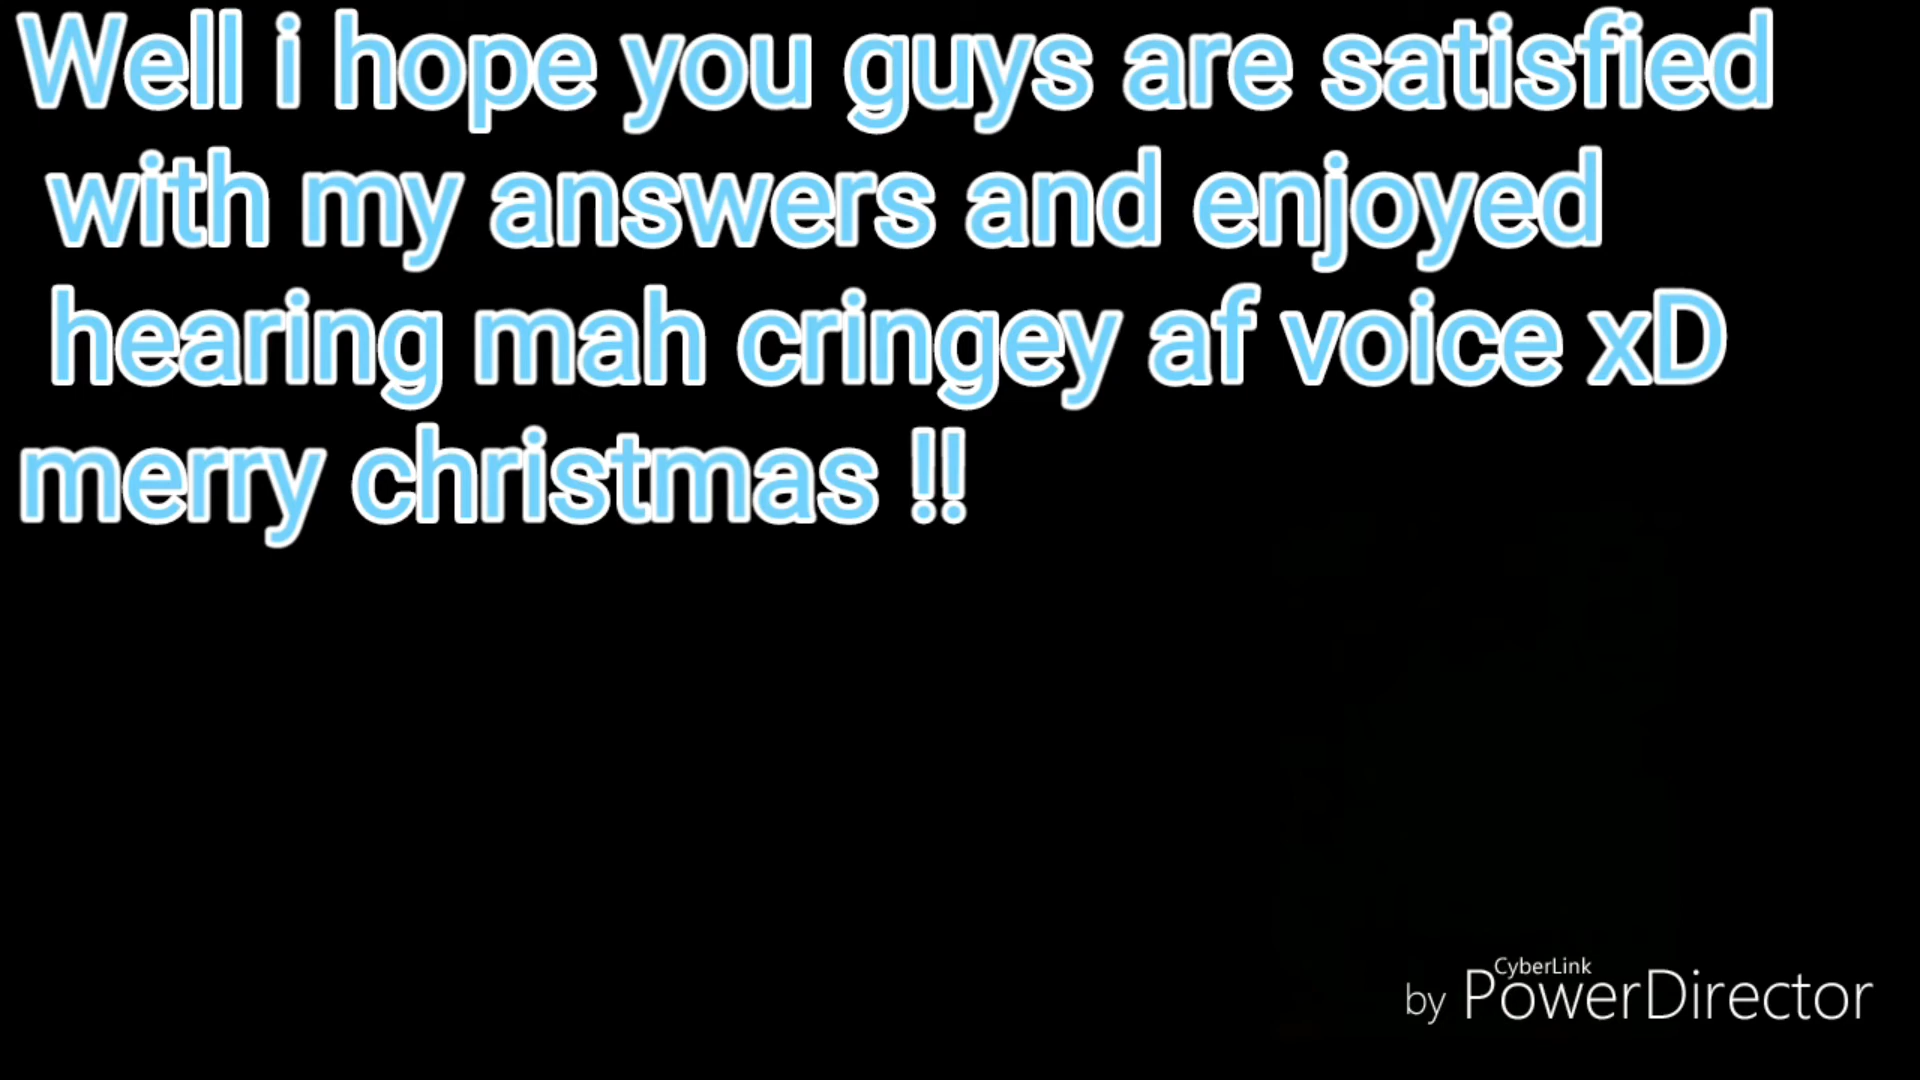 Well i hope you guys are satisfied
with my answers and enjoyed
hearing mah cringey af voice xD
merry christmas !!
CyberLink
by PowerDirector